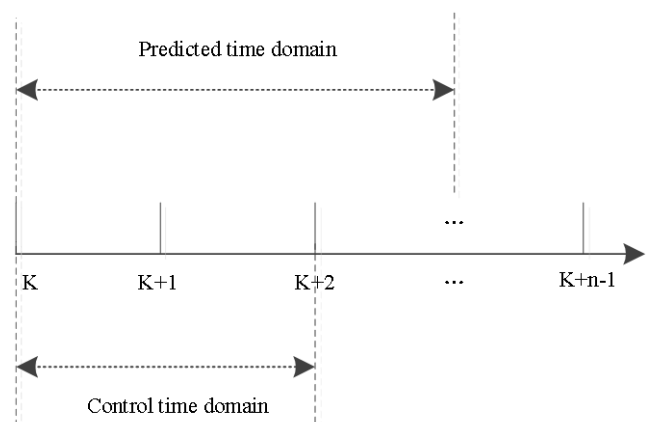 Predicted time domain
...
K K+1 K+2 ... K+n-1
Control time domain